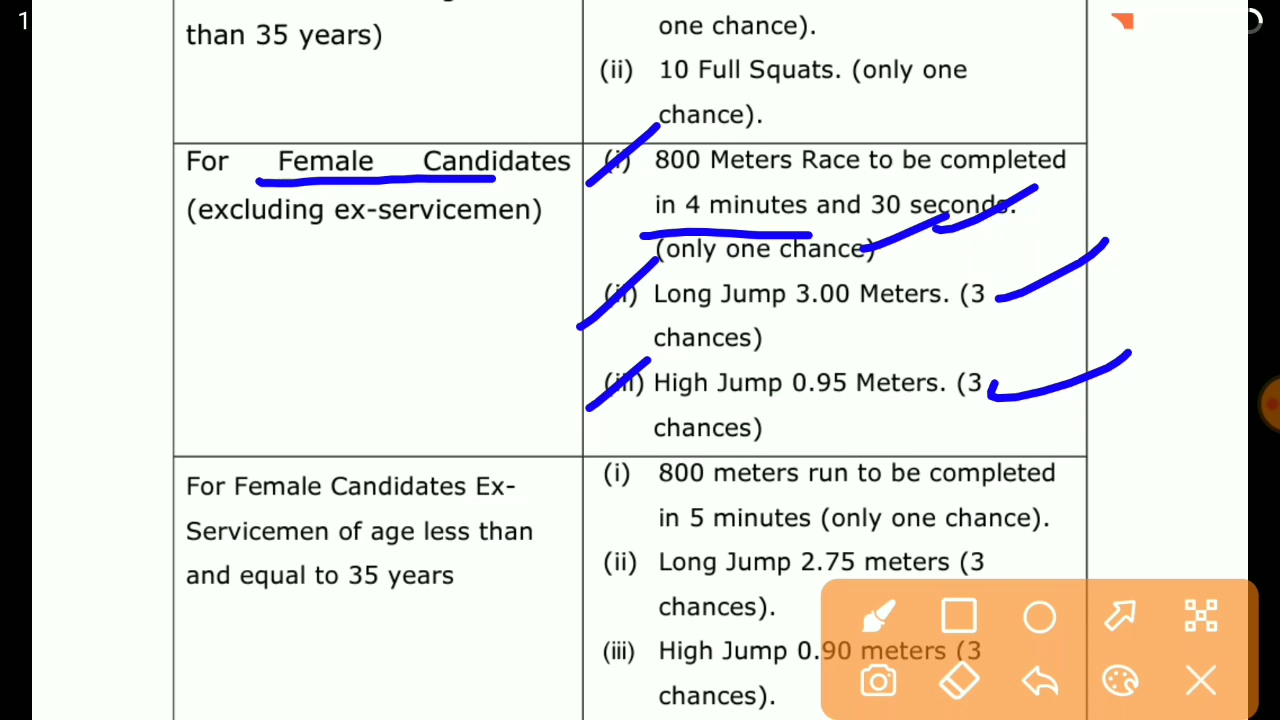 1
than 35 years)
one chance).
(ii) 10 Full Squats. (only one
chance).
For Female Candidates
(excluding ex-servicemen)
(i) 800 Meters Race to be completed
in 4 minutes and 30 seconds.
(only one chance)
(ii) Long Jump 3.00 Meters. (3
chances)
(iii) High Jump 0.95 Meters. (3
chances)
For Female Candidates Ex-
Servicemen of age less than
and equal to 35 years
(i) 800 meters run to be completed
in 5 minutes (only one chance).
(ii) Long Jump 2.75 meters (3
chances).
(iii) High Jump 0.90 meters (3
chances).